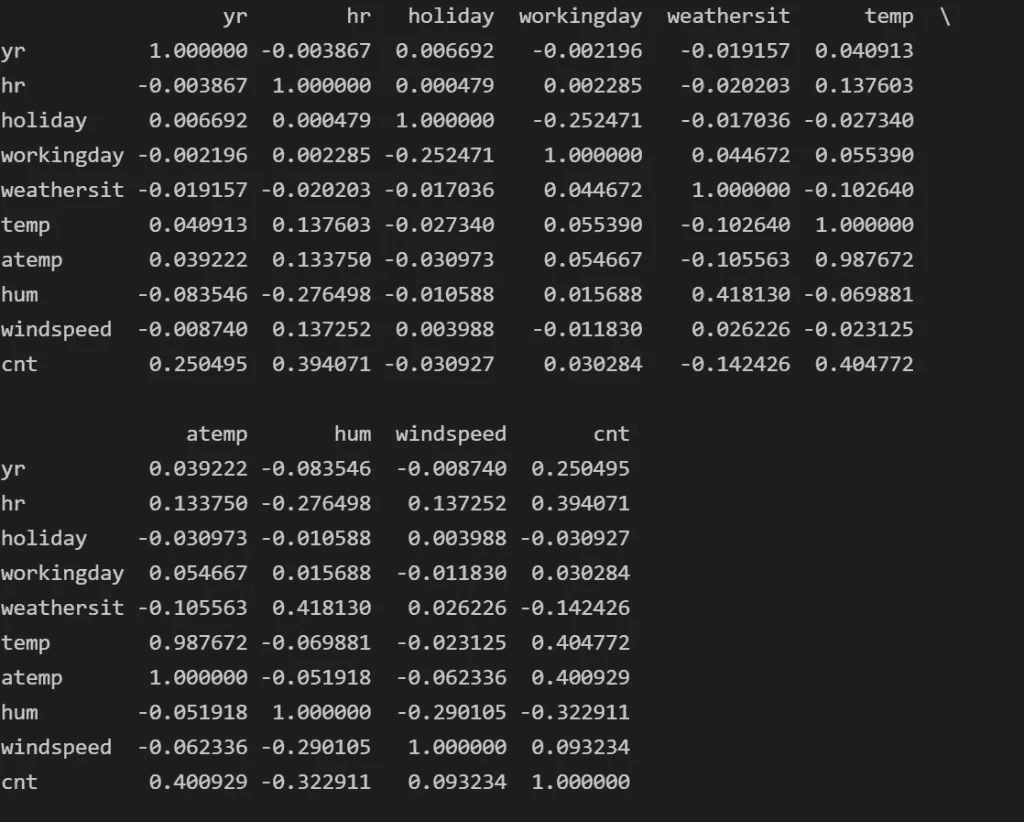 yr hr holiday workingday weathersit temp \
yr 1.000000 -0.003867 0.006692 -0.002196 -0.019157 0.040913
hr -0.003867 1.000000 0.000479 0.002285 -0.020203 0.137603
holiday 0.006692 0.000479 1.000000 -0.252471 -0.017036 -0.027340
workingday -0.002196 0.002285 -0.252471 1.000000 0.044672 0.055390
weathersit -0.019157 -0.020203 -0.017036 0.044672 1.000000 -0.102640
temp 0.040913 0.137603 -0.027340 0.055390 -0.102640 1.000000
atemp 0.039222 0.133750 -0.030973 0.054667 -0.105563 0.987672
hum -0.083546 -0.276498 -0.010588 0.015688 0.418130 -0.069881
windspeed -0.008740 0.137252 0.003988 -0.011830 0.026226 -0.023125
cnt 0.250495 0.394071 -0.030927 0.030284 -0.142426 0.404772
atemp hum windspeed cnt
yr 0.039222 -0.083546 -0.008740 0.250495
hr 0.133750 -0.276498 0.137252 0.394071
holiday -0.030973 -0.010588 0.003988 -0.030927
workingday 0.054667 0.015688 -0.011830 0.030284
weathersit -0.105563 0.418130 0.026226 -0.142426
temp 0.987672 -0.069881 -0.023125 0.404772
atemp 1.000000 -0.051918 -0.062336 0.400929
hum -0.051918 1.000000 -0.290105 -0.322911
windspeed -0.062336 -0.290105 1.000000 0.093234
cnt 0.400929 -0.322911 0.093234 1.000000